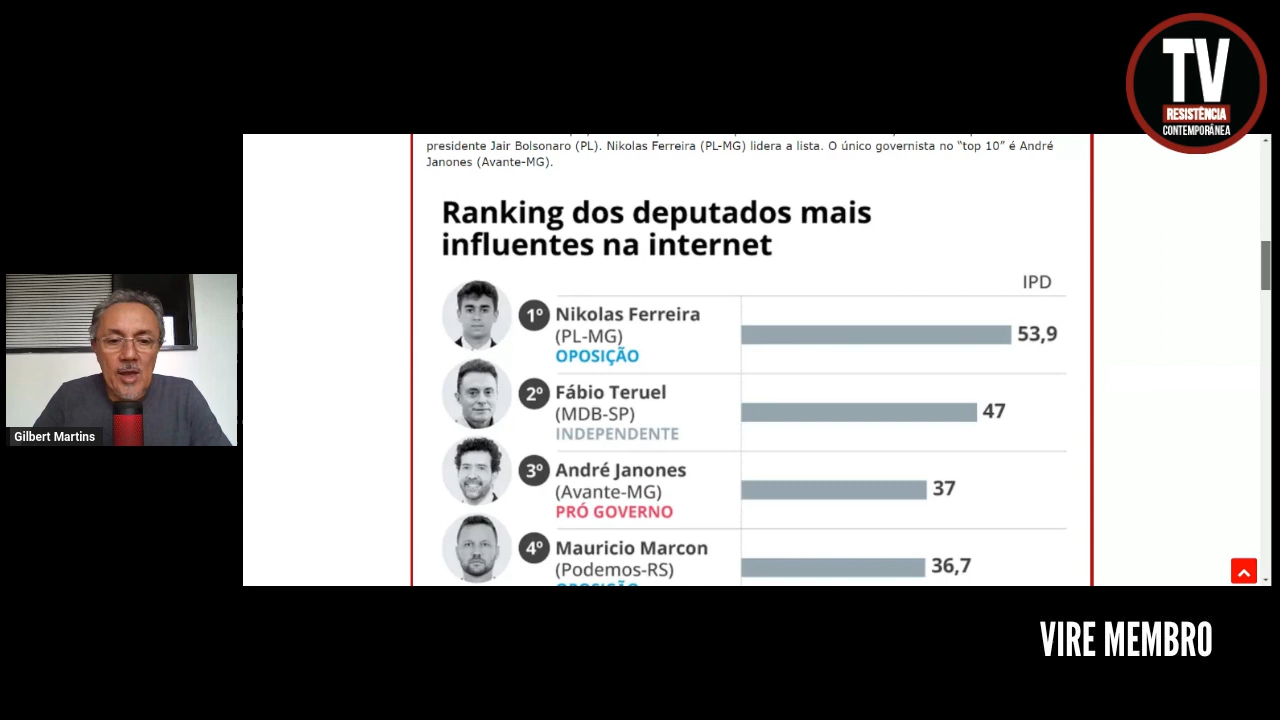 TV
RESISTÊNCIA
CONTEMPORÂNEA
presidente Jair Bolsonaro (PL). Nikolas Ferreira (PL-MG) lidera a lista. O único governista no “top 10” é André
Janones (Avante-MG).
Ranking dos deputados mais
influentes na internet
IPD
1º Nikolas Ferreira
(PL-MG)
53,9
OPOSIÇÃO
2º Fábio Teruel
(MDB-SP)
47
INDEPENDENTE
3º André Janones
(Avante-MG)
37
PRÓ GOVERNO
4º Mauricio Marcon
(Podemos-RS)
36,7
OPOSIÇÃO
Gilbert Martins
VIRE MEMBRO